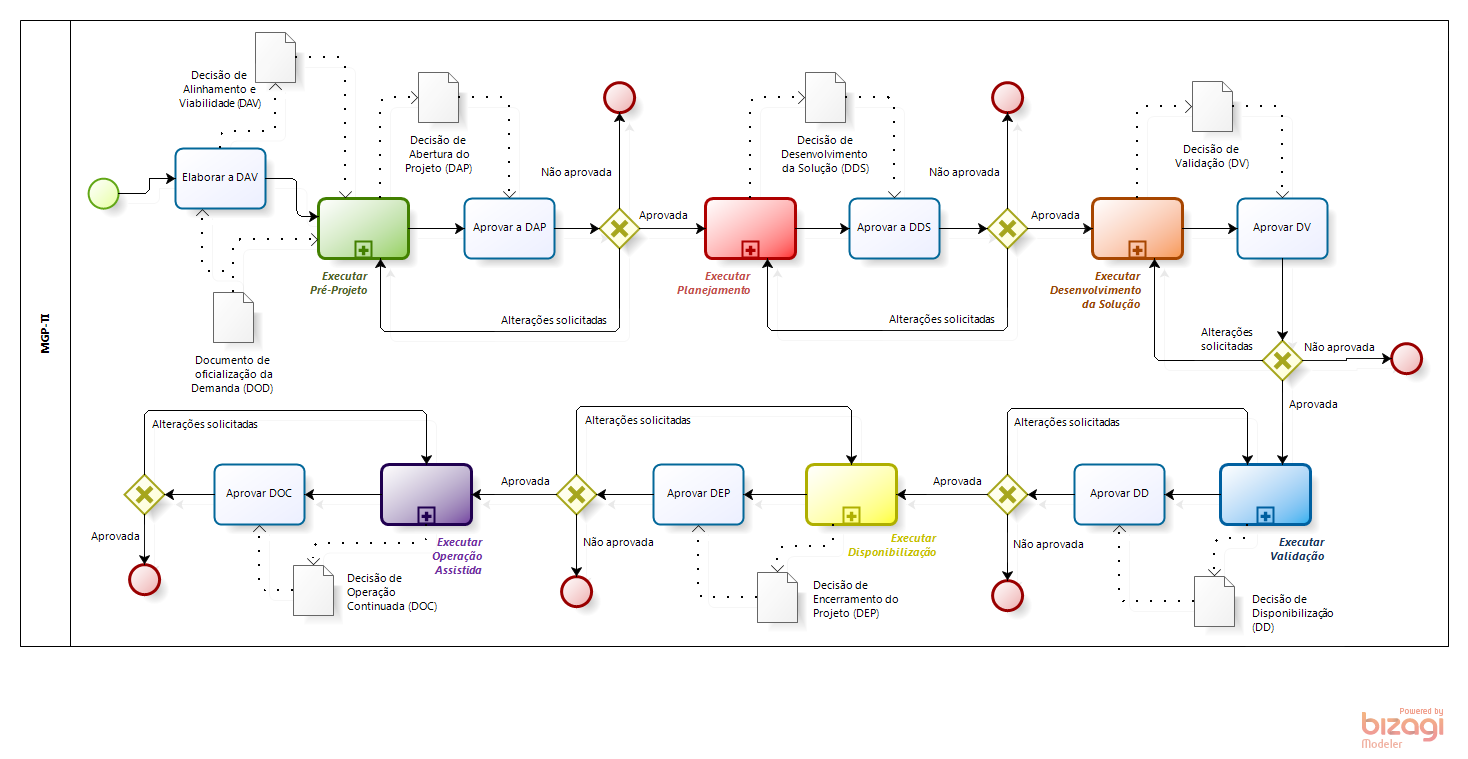 MGP-TI
Decisão de
Alinhamento e
Viabilidade (DAV)
Elaborar a DAV
Documento de
oficialização da
Demanda (DOD)
Executar
Pré-Projeto
Decisão de
Abertura do
Projeto (DAP)
Aprovar a DAP
Não aprovada
Aprovada
Alterações solicitadas
Executar
Planejamento
Decisão de
Desenvolvimento
da Solução (DDS)
Aprovar a DDS
Não aprovada
Aprovada
Alterações solicitadas
Executar
Desenvolvimento
da Solução
Decisão de
Validação (DV)
Aprovar DV
Alterações
solicitadas
Não aprovada
Aprovada
Executar
Validação
Decisão de
Disponibilização
(DD)
Aprovar DD
Alterações solicitadas
Não aprovada
Aprovada
Executar
Disponibilização
Decisão de
Encerramento do
Projeto (DEP)
Aprovar DEP
Alterações solicitadas
Não aprovada
Aprovada
Executar
Operação
Assistida
Decisão de
Operação
Continuada (DOC)
Aprovar DOC
Alterações solicitadas
Aprovada
Powered by
bizagi
Modeler